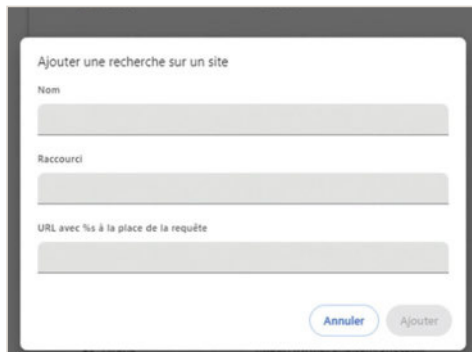 Ajouter une recherche sur un site
Nom
Raccourci
URL avec %s à la place de la requête
Annuler
Ajouter